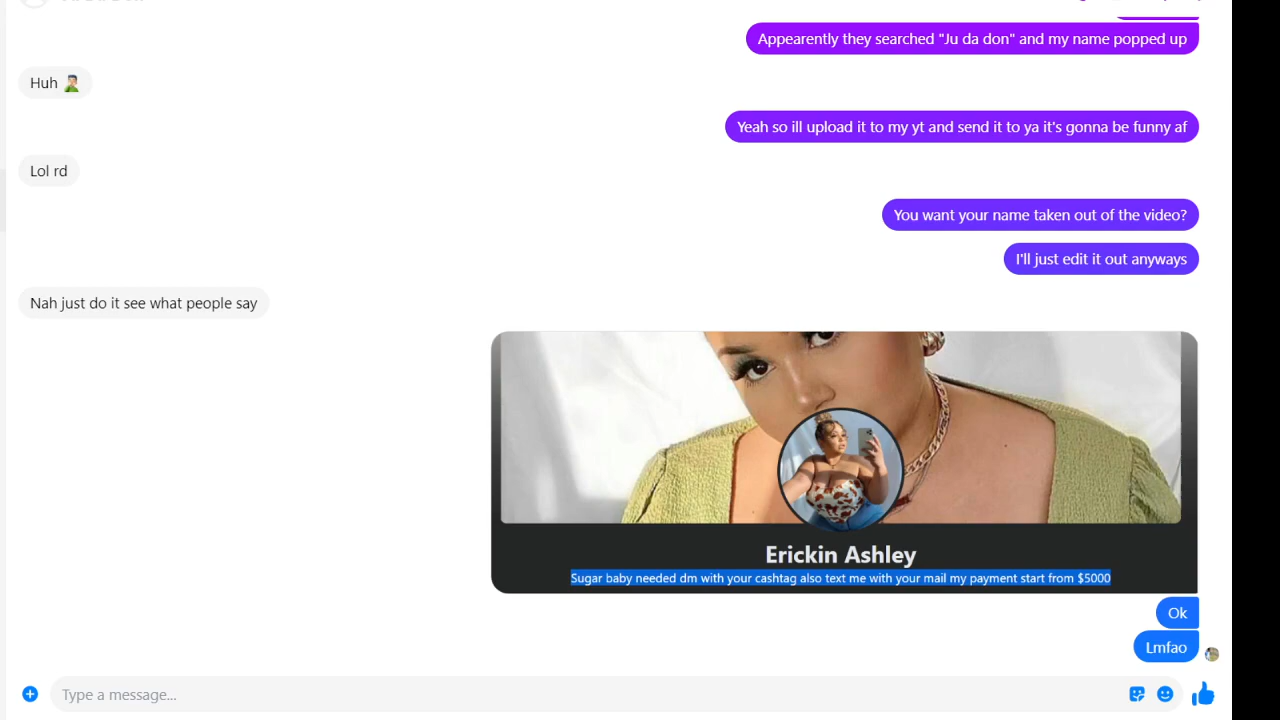 Appearently they searched "Ju da don" and my name popped up
Huh
Yeah so ill upload it to my yt and send it to ya it's gonna be funny af
Lol rd
You want your name taken out of the video?
I'll just edit it out anyways
Nah just do it see what people say
Erickin Ashley
Sugar baby needed dm with your cashtag also text me with your mail my payment start from $5000
Ok
Lmfao
Type a message...